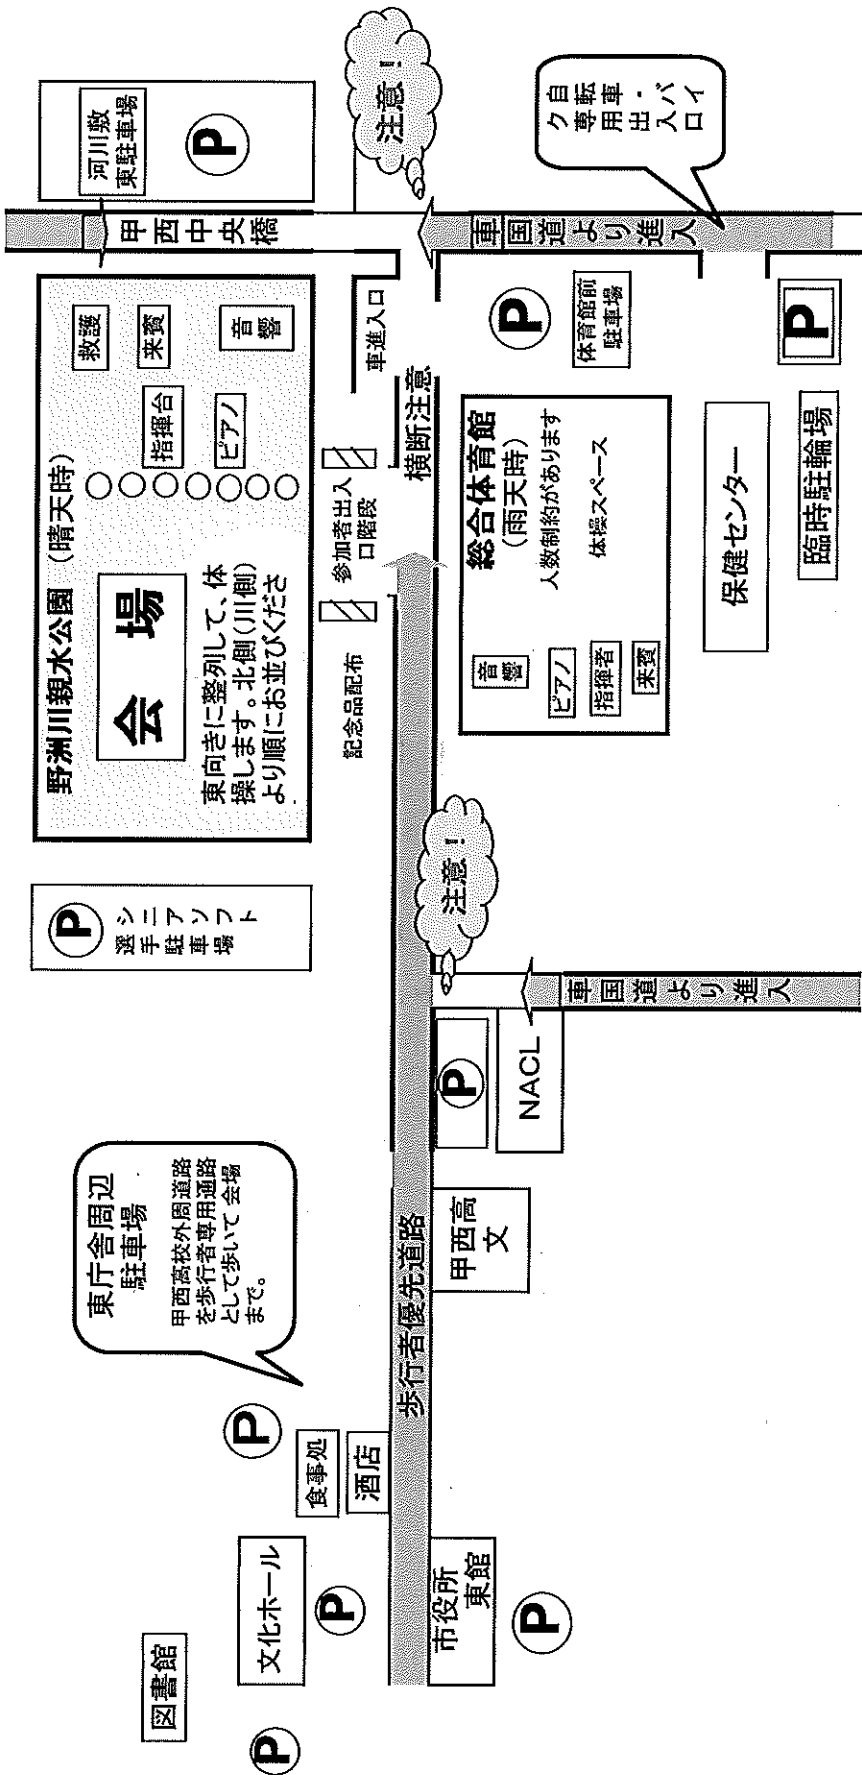 図書館
P
文化ホール
P
食事処
酒店
P
東庁舎周辺
駐車場
甲西高校外周道路
を歩行者専用通路
として歩いて会場
まで。
市役所
東館
P
歩行者優先道路
甲西高
文
P
NACL
車国道より進入
注意!
P
シニアソフト
選手駐車場
野洲川親水公園 (晴天時)
会場
東向きに整列して、体
操します。北側(川側)
より順にお並びくださ
指揮台
ピアノ
救護
来賓
音響
記念品配布
参加者出入
口階段
車進入口
横断注意
総合体育館
(雨天時)
人数制約があります
体操スペース
音響
ピアノ
指揮者
来賓
保健センター
臨時駐輪場
P
P
体育館前
駐車場
河川敷
東駐車場
P
甲西中央橋
注意!
車国道より進入
自転車・バイ
ク専用出入口